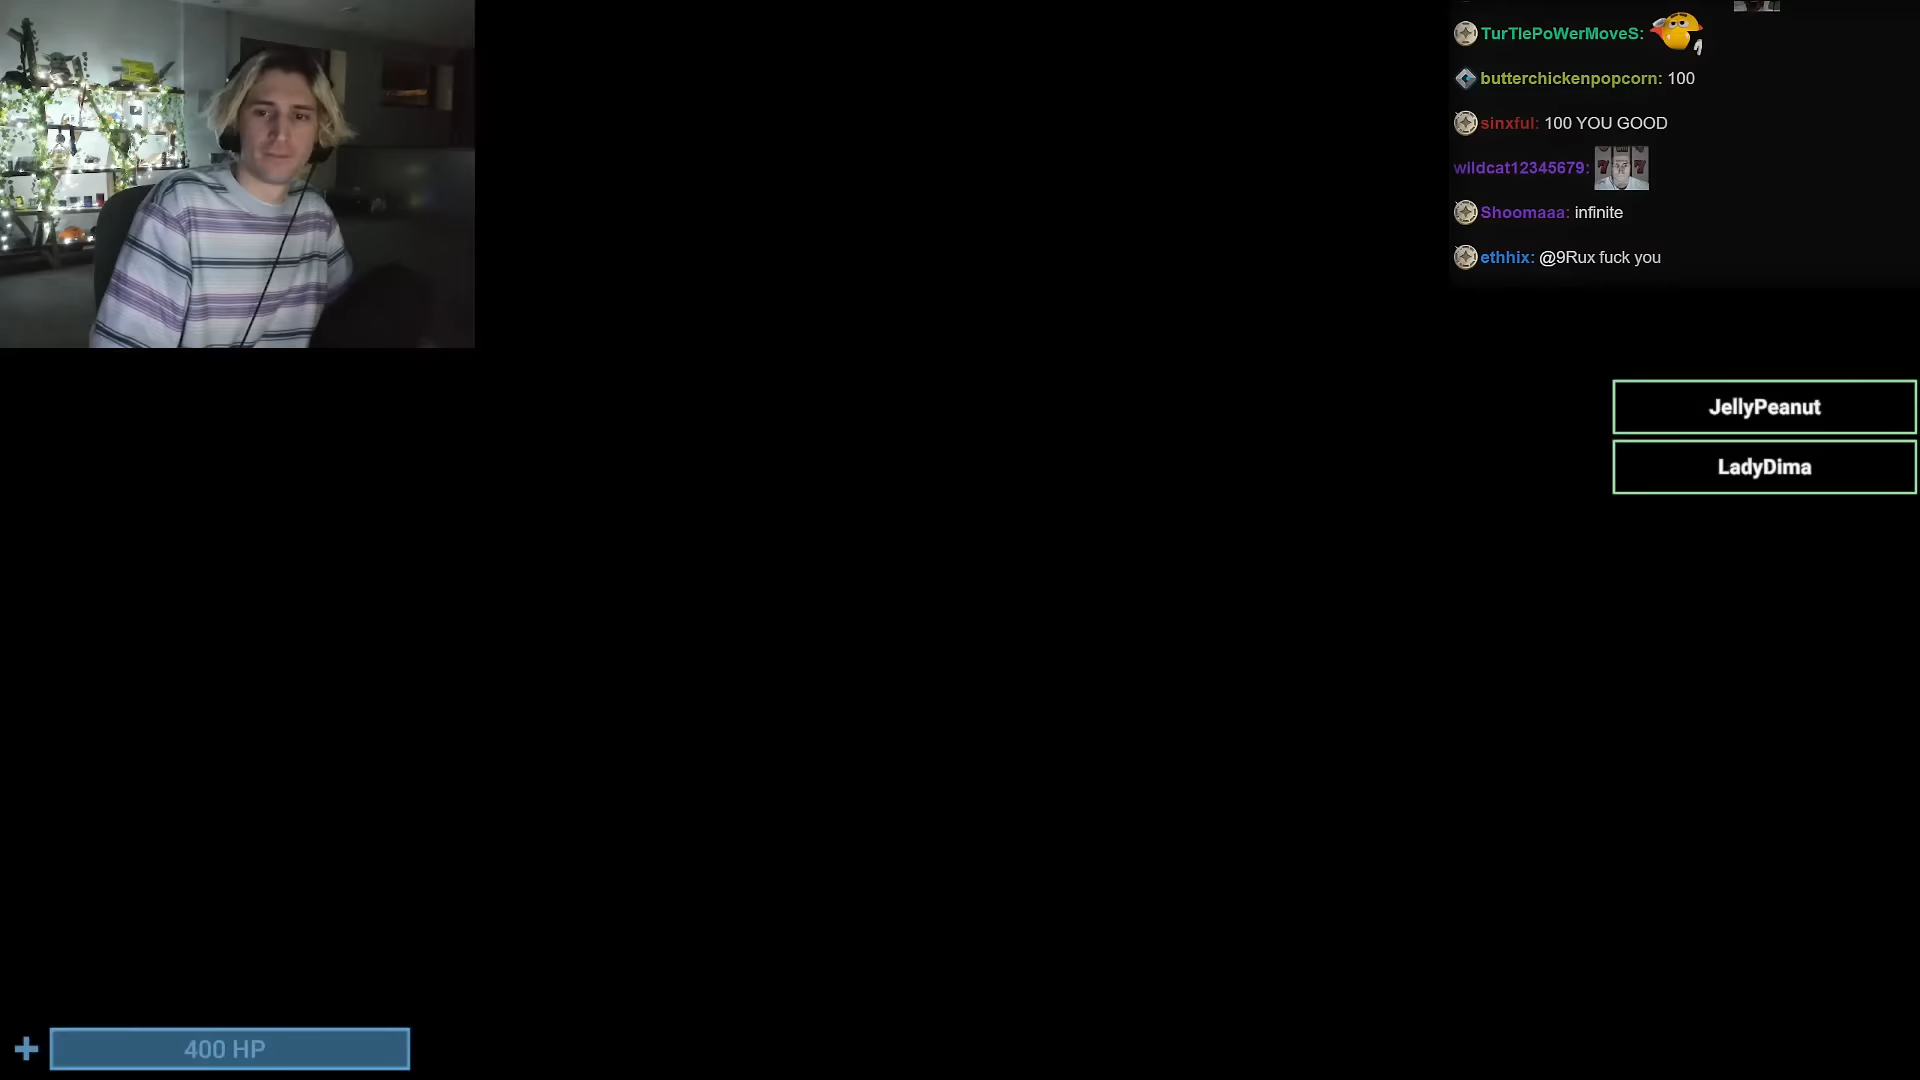 TurTlePoWerMoveS:
butterchickenpopcorn: 100
sinxful: 100 YOU GOOD
wildcat12345679:
Shoomaaa: infinite
ethhix: @9Rux fuck you
JellyPeanut
LadyDima
400 HP